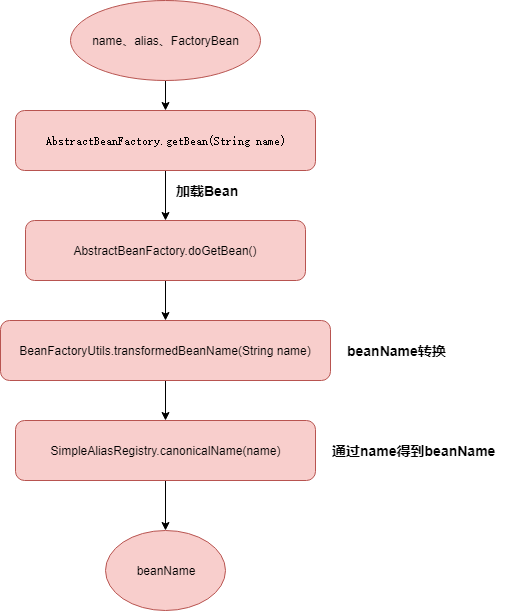 name、alias、FactoryBean
AbstractBeanFactory.getBean(String name)
加载Bean
AbstractBeanFactory.doGetBean()
BeanFactoryUtils.transformedBeanName(String name)
beanName转换
SimpleAliasRegistry.canonicalName(name)
通过name得到beanName
beanName